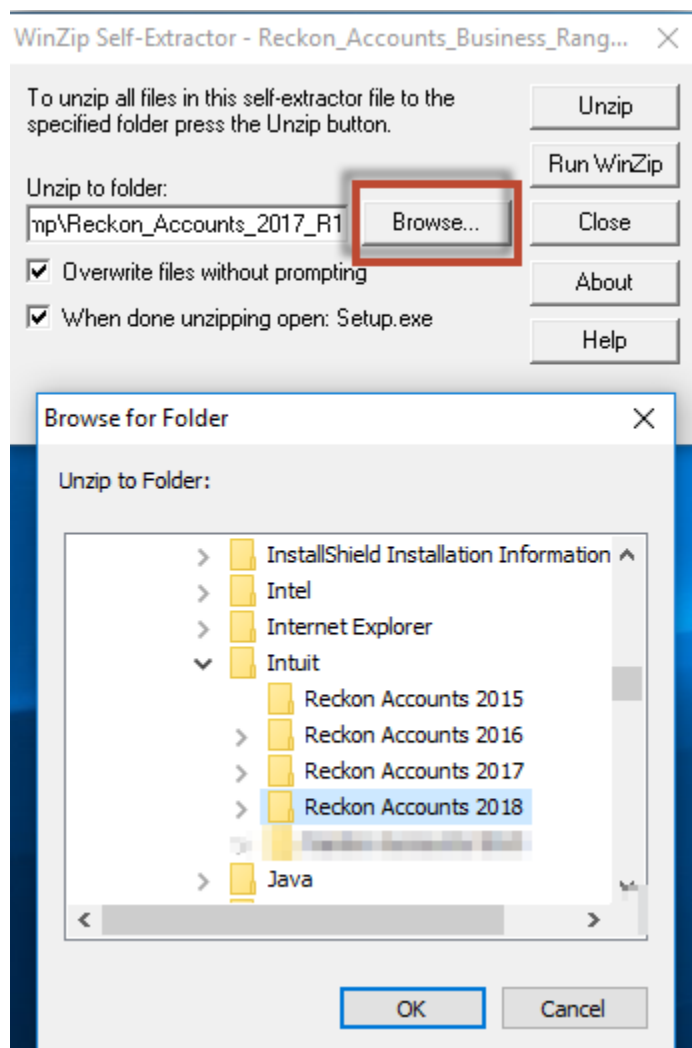 WinZip Self-Extractor - Reckon_Accounts_Business_Rang...
To unzip all files in this self-extractor file to the
specified folder press the Unzip button.
Unzip
Run WinZip
Unzip to folder:
mp\Reckon_Accounts_2017_R1
Browse...
Close
Overwrite files without prompting
About
When done unzipping open: Setup.exe
Help
Browse for Folder
Unzip to Folder:
InstallShield Installation Information
Intel
Internet Explorer
Intuit
Reckon Accounts 2015
Reckon Accounts 2016
Reckon Accounts 2017
Reckon Accounts 2018
Java
OK
Cancel